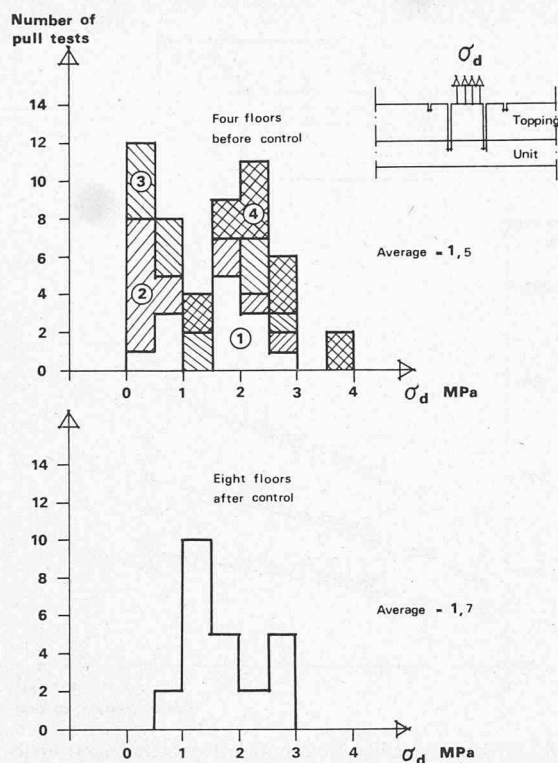 Number of
pull tests
σd
14
12
10
8
6
4
2
0
Four floors
before control
Topping
Unit
3
4
2
1
Average = 1,5
0
1
2
3
4
σd MPa
14
12
10
8
6
4
2
0
Eight floors
after control
Average = 1,7
0
1
2
3
4
σd MPa